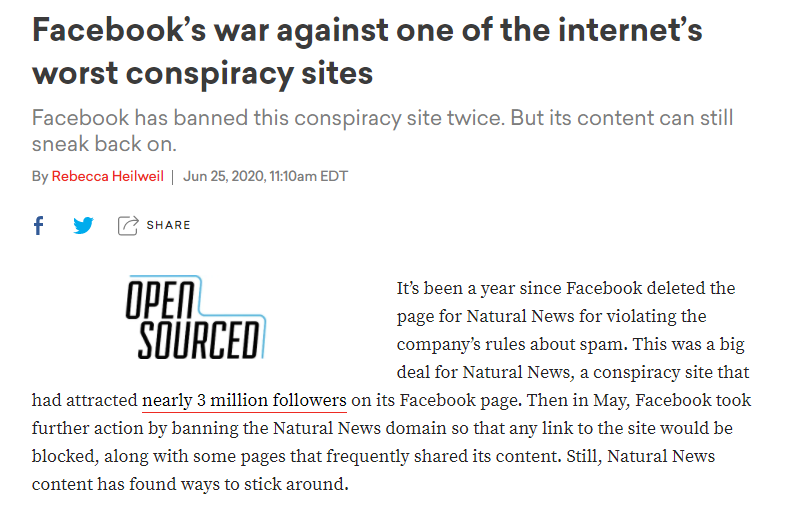 Facebook’s war against one of the internet’s
worst conspiracy sites
Facebook has banned this conspiracy site twice. But its content can still
sneak back on.
By Rebecca Heilweil | Jun 25, 2020, 11:10am EDT
f SHARE
OPEN
SOURCED
It’s been a year since Facebook deleted the
page for Natural News for violating the
company’s rules about spam. This was a big
deal for Natural News, a conspiracy site that
had attracted nearly 3 million followers on its Facebook page. Then in May, Facebook took
further action by banning the Natural News domain so that any link to the site would be
blocked, along with some pages that frequently shared its content. Still, Natural News
content has found ways to stick around.